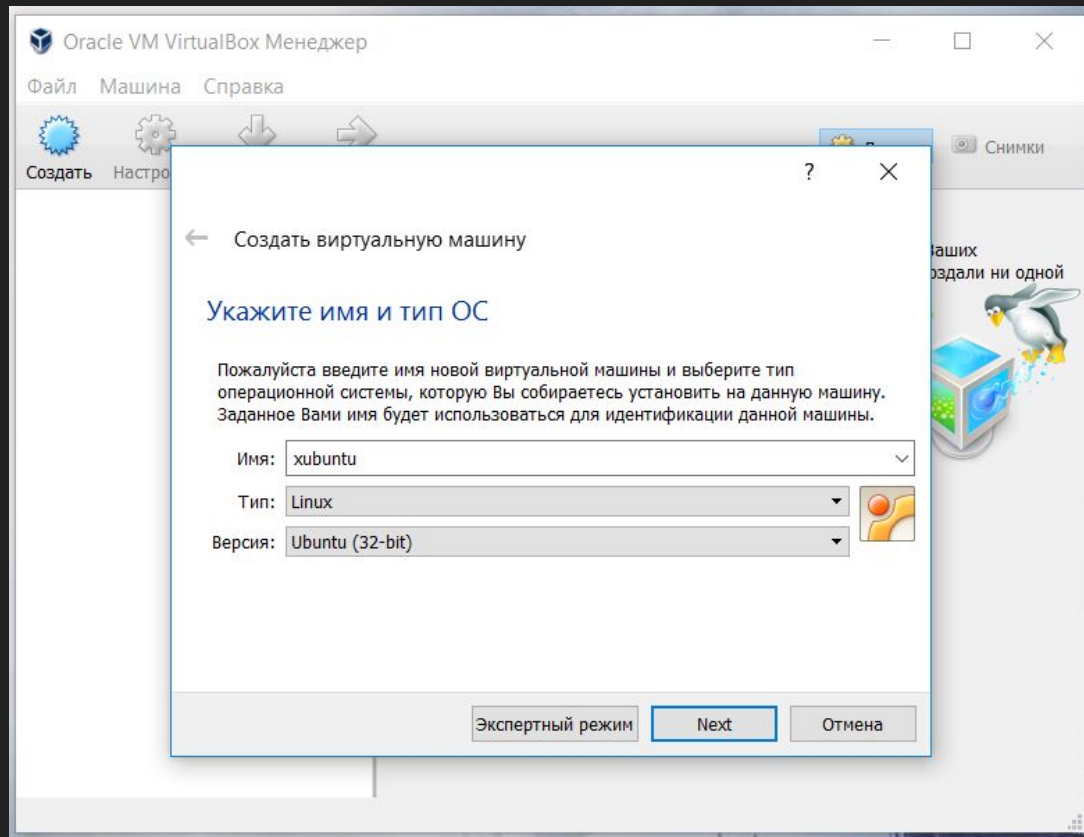 Oracle VM VirtualBox Менеджер
Файл Машина Справка
Создать
Снимки
Создать виртуальную машину
Укажите имя и тип ОС
Пожалуйста введите имя новой виртуальной машины и выберите тип
операционной системы, которую Вы собираетесь установить на данную машину.
Заданное Вами имя будет использоваться для идентификации данной машины.
Имя: xubuntu
Тип: Linux
Версия: Ubuntu (32-bit)
ни одной
Экспертный режим Next Отмена